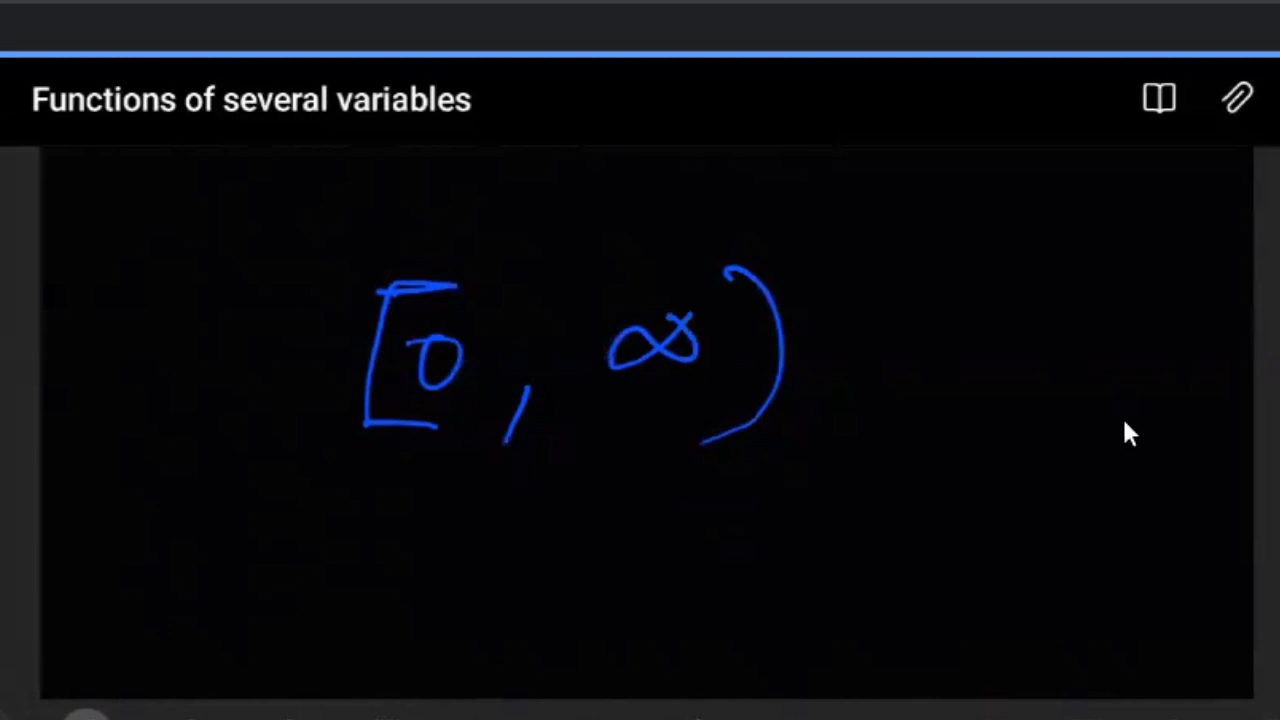 Functions of several variables
[0, ∞)